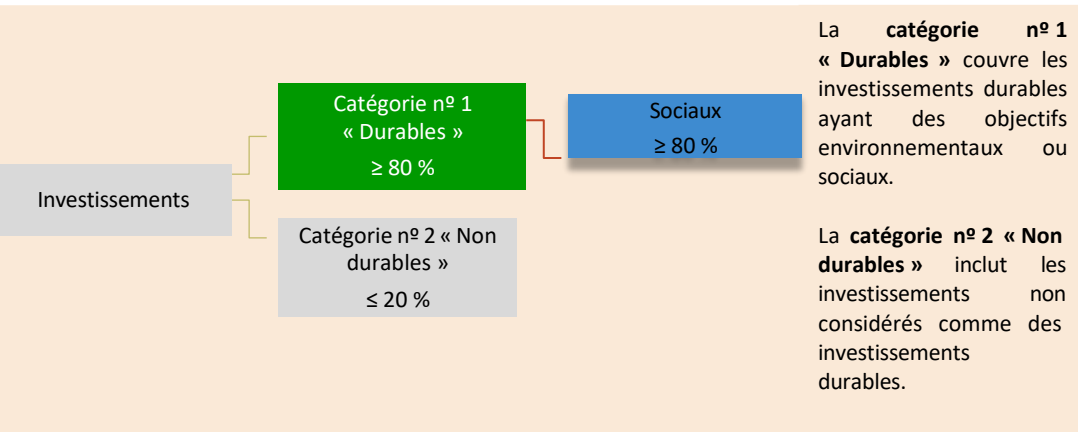 Investissements
Catégorie nº 1
« Durables »
≥ 80 %
Sociaux
≥ 80 %
Catégorie nº 2 « Non
durables »
≤ 20 %
La catégorie nº 1
« Durables » couvre les
investissements durables
ayant des objectifs
environnementaux ou
sociaux.
La catégorie nº 2 « Non
durables » inclut les
investissements non
considérés comme des
investissements
durables.